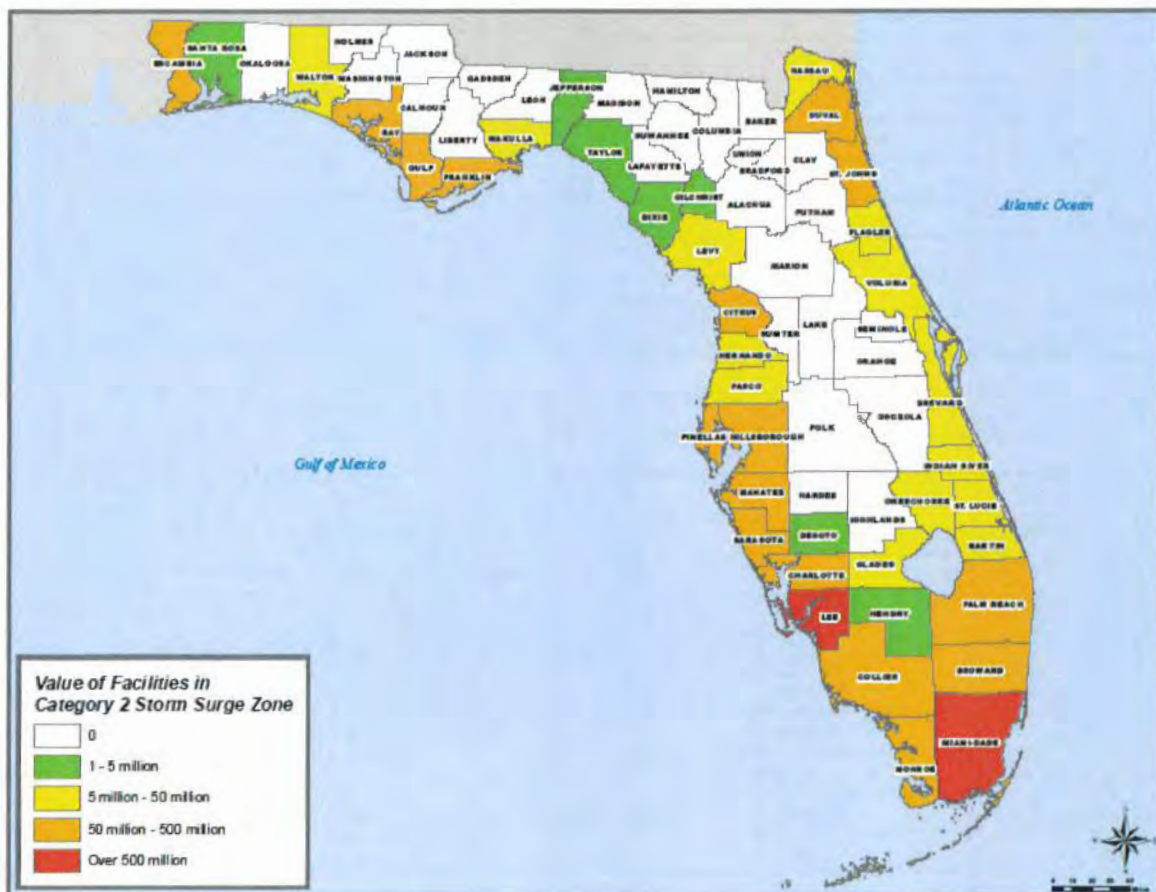 HOLMES
SANTA ROSA
JACKSON
ESCAMBIA
OKALOOSA
WALTON
WASHINGTON
GADSDEN
NASSAU
JEFFERSON
HAMILTON
LEON
MADISON
CALHOUN
DUVAL
BAKER
BAY
LIBERTY
WAKULLA
SUWANNEE
COLUMBIA
TAYLOR
UNION
CLAY
LAFAYETTE
BRADFORD
ST. JOHNS
GULF
FRANKLIN
GILCHRIST
ALACHUA
PUTNAM
DIXIE
FLAGLER
Atlantic Ocean
LEVY
MARION
VOLUSIA
CITRUS
LAKE
SUMTER
SEMINOLE
HERNANDO
ORANGE
PASCO
BREVARD
OSCEOLA
POLK
PINELLAS
HILLSBOROUGH
Gulf of Mexico
INDIAN RIVER
MANATEE
HARDEE
OKEECHOBEE
ST. LUCIE
HIGHLANDS
DESOTO
SARASOTA
MARTIN
GLADES
CHARLOTTE
PALM BEACH
HENDRY
LEE
COLLIER
BROWARD
MIAMI-DADE
MONROE
Value of Facilities in
Category 2 Storm Surge Zone
0
1 - 5 million
5 million - 50 million
50 million - 500 million
Over 500 million